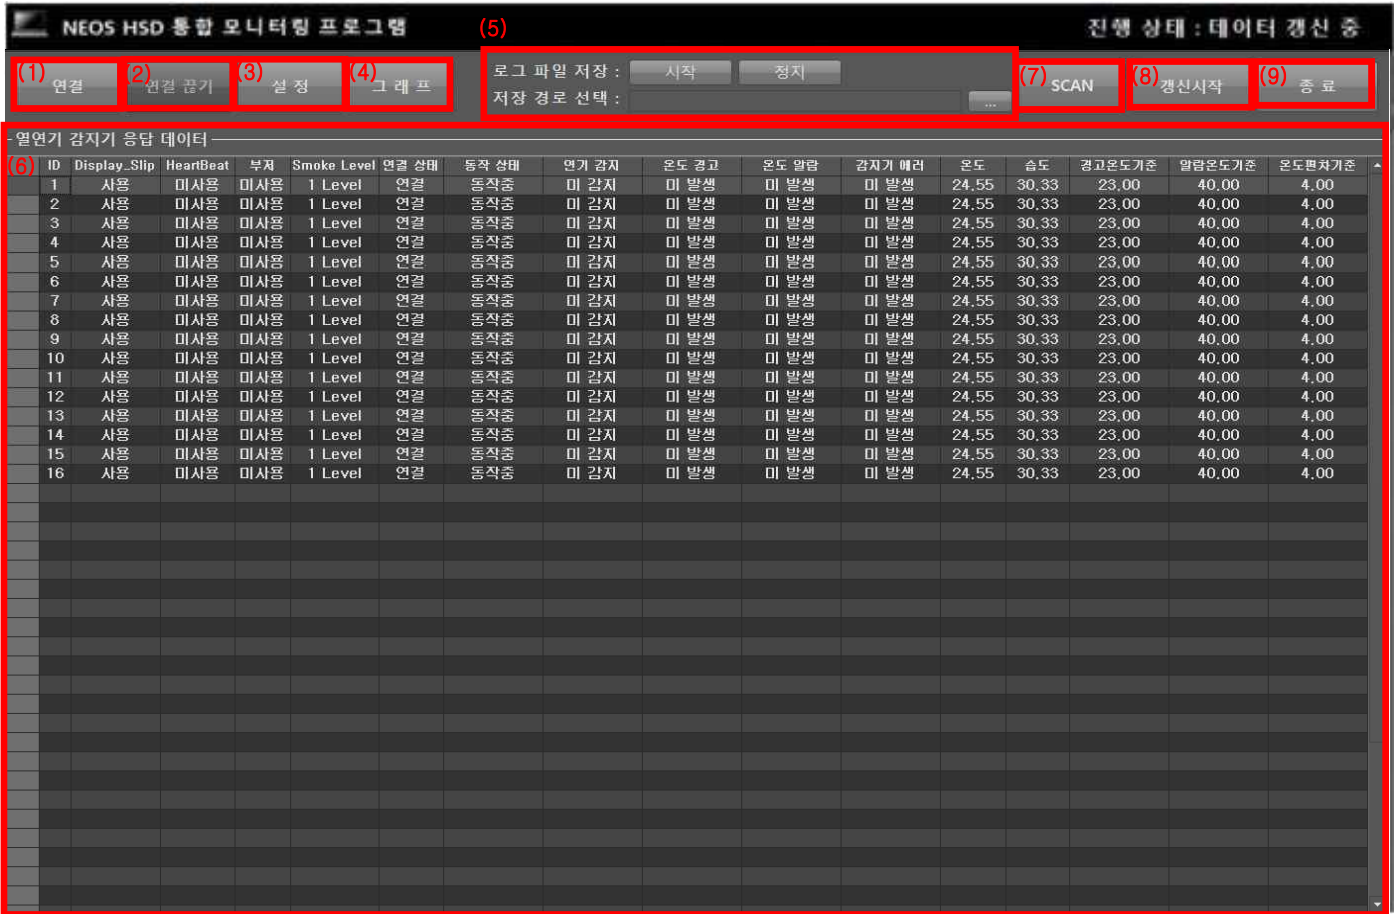 NEOS HSD 통합 모니터링 프로그램 (5) 진행 상태 : 데이터 갱신 중
(1) 연결 (2) 연결 끊기 (3) 설 정 (4) 그 래 프 로그 파일 저장 : 시작 정지 (7) SCAN (8) 갱신시작 (9) 종 료
저장 경로 선택 : ...
열연기 감지기 응답 데이터
(6) ID Display_Slip HeartBeat 부저 Smoke Level 연결 상태 동작 상태 연기 감지 온도 경고 온도 알람 감지기 에러 온도 습도 경고온도기준 알람온도기준 온도편차기준
1 사용 미사용 미사용 1 Level 연결 동작중 미 감지 미 발생 미 발생 미 발생 24.55 30.33 23.00 40.00 4.00
2 사용 미사용 미사용 1 Level 연결 동작중 미 감지 미 발생 미 발생 미 발생 24.55 30.33 23.00 40.00 4.00
3 사용 미사용 미사용 1 Level 연결 동작중 미 감지 미 발생 미 발생 미 발생 24.55 30.33 23.00 40.00 4.00
4 사용 미사용 미사용 1 Level 연결 동작중 미 감지 미 발생 미 발생 미 발생 24.55 30.33 23.00 40.00 4.00
5 사용 미사용 미사용 1 Level 연결 동작중 미 감지 미 발생 미 발생 미 발생 24.55 30.33 23.00 40.00 4.00
6 사용 미사용 미사용 1 Level 연결 동작중 미 감지 미 발생 미 발생 미 발생 24.55 30.33 23.00 40.00 4.00
7 사용 미사용 미사용 1 Level 연결 동작중 미 감지 미 발생 미 발생 미 발생 24.55 30.33 23.00 40.00 4.00
8 사용 미사용 미사용 1 Level 연결 동작중 미 감지 미 발생 미 발생 미 발생 24.55 30.33 23.00 40.00 4.00
9 사용 미사용 미사용 1 Level 연결 동작중 미 감지 미 발생 미 발생 미 발생 24.55 30.33 23.00 40.00 4.00
10 사용 미사용 미사용 1 Level 연결 동작중 미 감지 미 발생 미 발생 미 발생 24.55 30.33 23.00 40.00 4.00
11 사용 미사용 미사용 1 Level 연결 동작중 미 감지 미 발생 미 발생 미 발생 24.55 30.33 23.00 40.00 4.00
12 사용 미사용 미사용 1 Level 연결 동작중 미 감지 미 발생 미 발생 미 발생 24.55 30.33 23.00 40.00 4.00
13 사용 미사용 미사용 1 Level 연결 동작중 미 감지 미 발생 미 발생 미 발생 24.55 30.33 23.00 40.00 4.00
14 사용 미사용 미사용 1 Level 연결 동작중 미 감지 미 발생 미 발생 미 발생 24.55 30.33 23.00 40.00 4.00
15 사용 미사용 미사용 1 Level 연결 동작중 미 감지 미 발생 미 발생 미 발생 24.55 30.33 23.00 40.00 4.00
16 사용 미사용 미사용 1 Level 연결 동작중 미 감지 미 발생 미 발생 미 발생 24.55 30.33 23.00 40.00 4.00